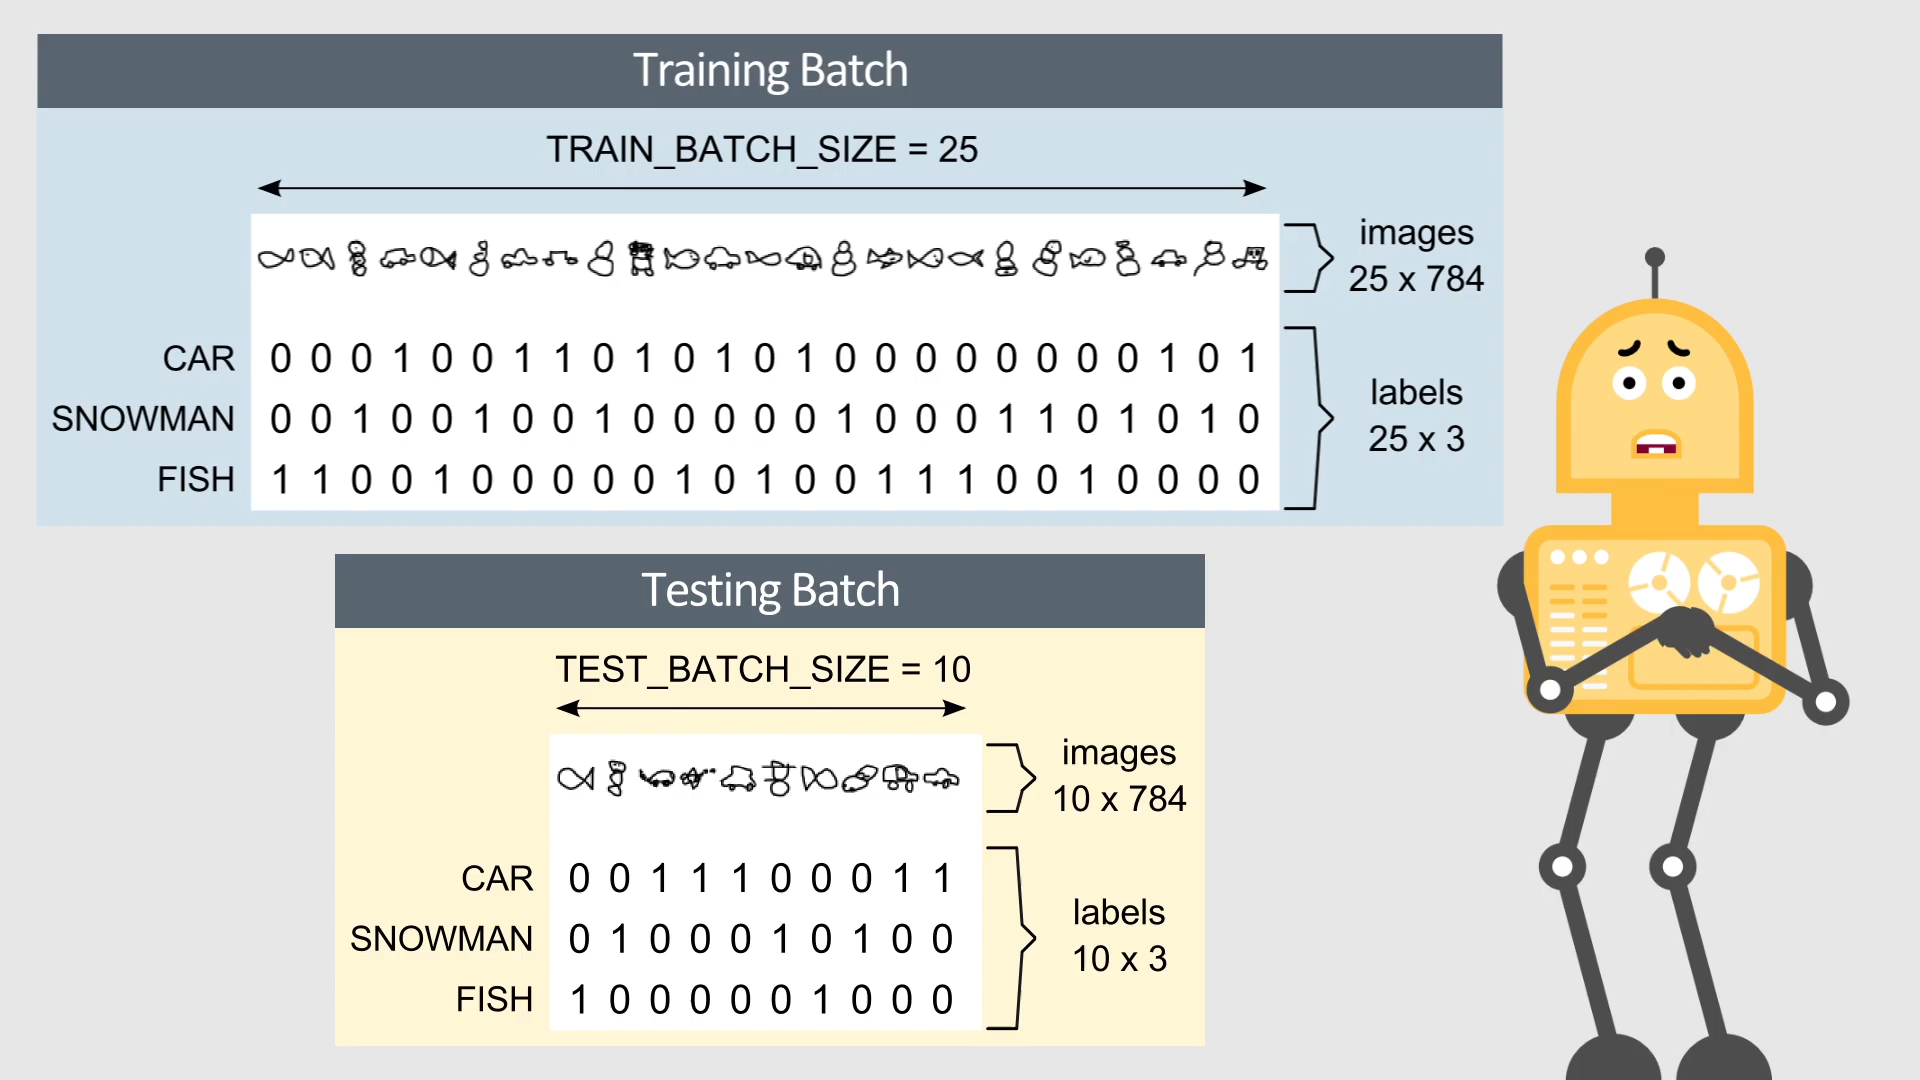 Training Batch
TRAIN_BATCH_SIZE = 25
images
25 x 784
CAR 0 0 0 1 0 0 1 1 0 1 0 1 0 1 0 0 0 0 0 0 0 0 1 0 1
SNOWMAN 0 0 1 0 0 1 0 0 1 0 0 0 0 0 1 0 0 0 1 1 0 1 0 1 0
FISH 1 1 0 0 1 0 0 0 0 0 1 0 1 0 0 1 1 1 0 0 1 0 0 0 0
labels
25 x 3
Testing Batch
TEST_BATCH_SIZE = 10
images
10 x 784
CAR 0 0 1 1 1 0 0 0 1 1
SNOWMAN 0 1 0 0 0 1 0 1 0 0
FISH 1 0 0 0 0 0 1 0 0 0
labels
10 x 3